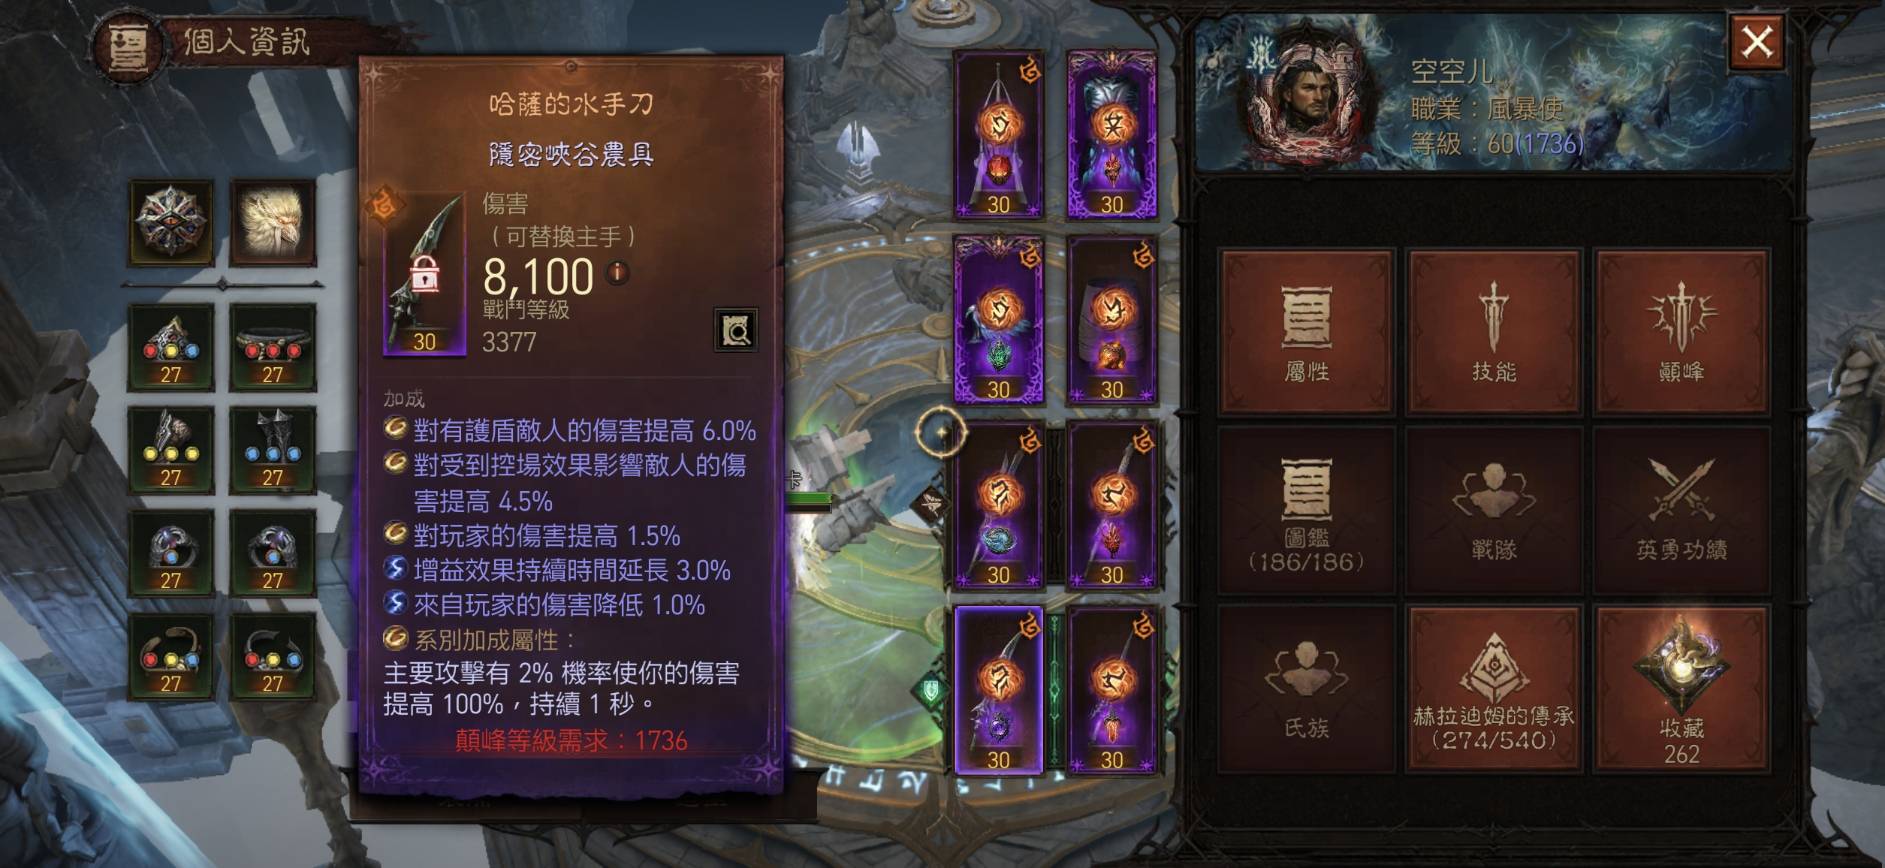 個人資訊
27
27
27
27
27
27
27
27
哈薩的水手刀
隱密峽谷農具
傷害
（可替換主手）
8,100
戰鬥等級
3377
30
加成
對有護盾敵人的傷害提高 6.0%
對受到控場效果影響敵人的傷
害提高 4.5%
對玩家的傷害提高 1.5%
增益效果持續時間延長 3.0%
來自玩家的傷害降低 1.0%
系別加成屬性：
主要攻擊有 2% 機率使你的傷害
提高 100%，持續 1 秒。
顛峰等級需求：1736
卡
30
30
30
30
30
30
30
30
空空儿
職業：風暴使
等級：60(1736)
屬性
技能
顛峰
圖鑑
(186/186)
戰隊
英勇功績
氏族
赫拉迪姆的傳承
(274/540)
收藏
262